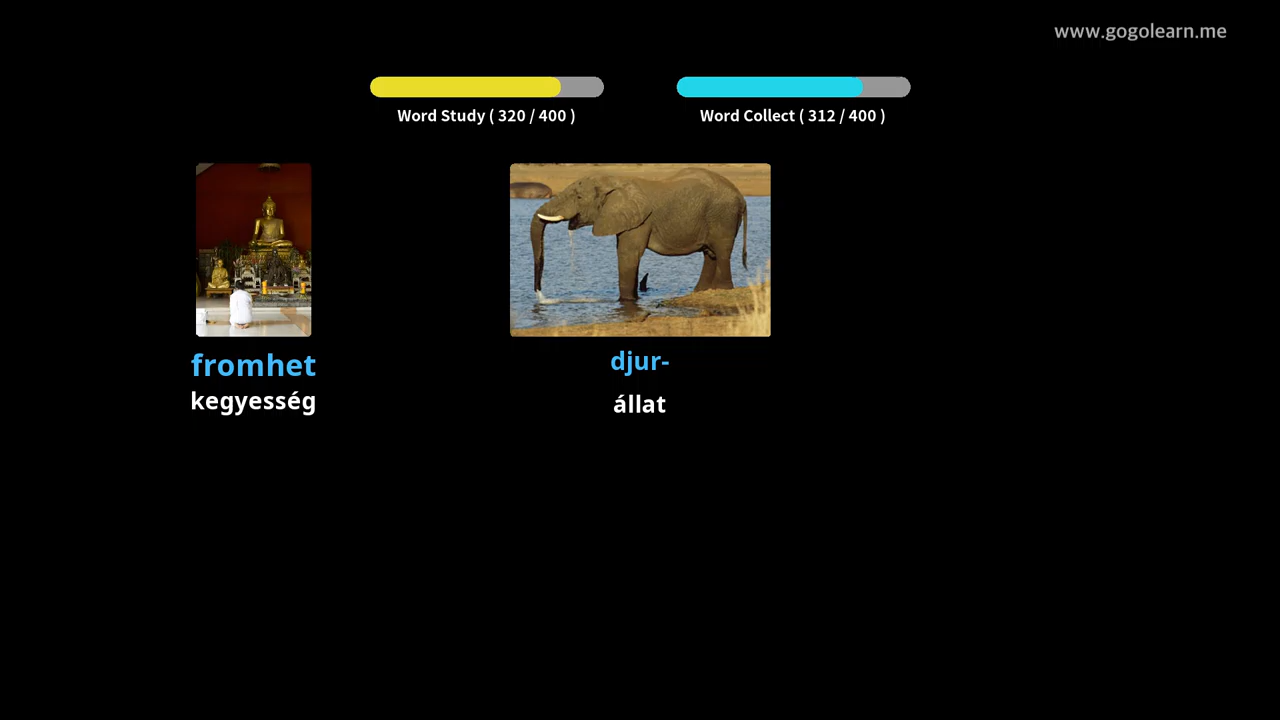 www.gogolearn.me
Word Study ( 320 / 400 )
Word Collect ( 312 / 400 )
fromhet
kegyesség
djur-
állat